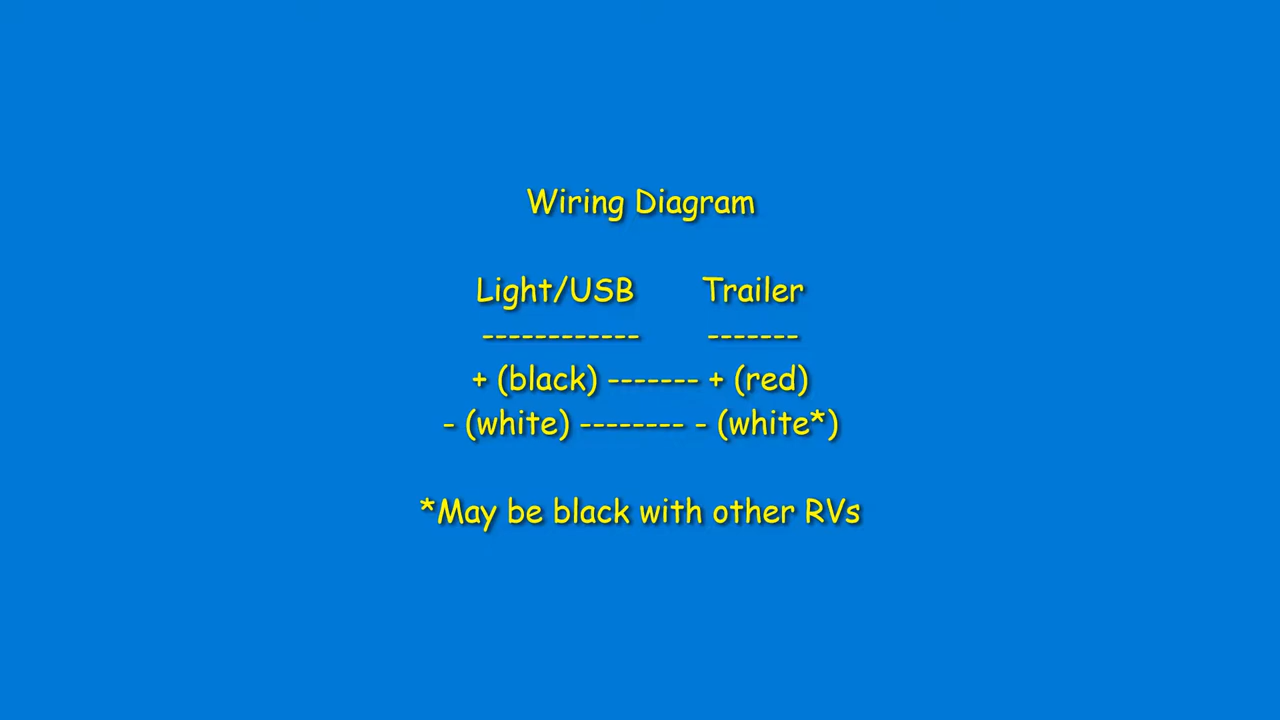 Wiring Diagram
Light/USB Trailer
------------ -------
+ (black) ------- + (red)
- (white) -------- - (white*)
*May be black with other RVs